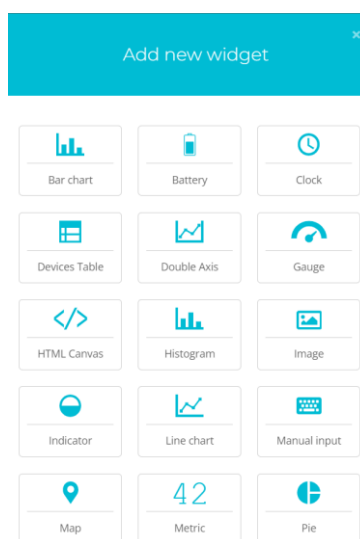 Add new widget
×
Bar chart
Battery
Clock
Devices Table
Double Axis
Gauge
</>
HTML Canvas
Histogram
Image
Indicator
Line chart
Manual input
42
Map
Metric
Pie